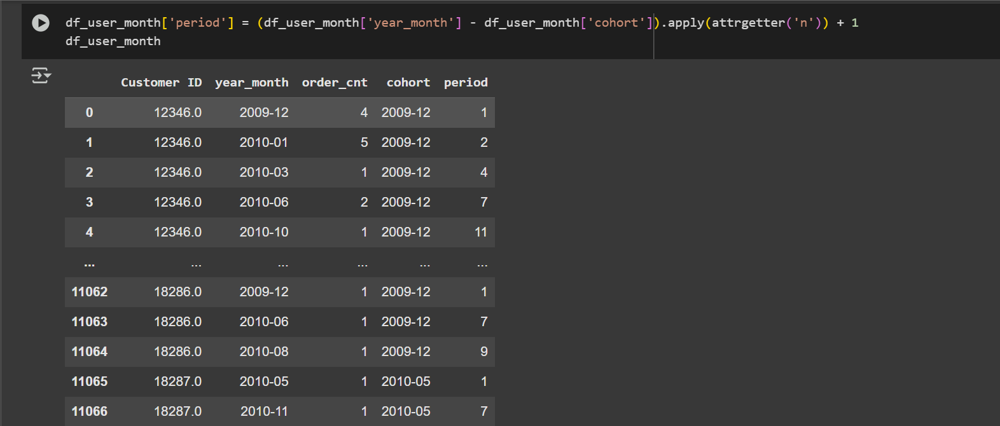 df_user_month['period'] = (df_user_month['year_month'] - df_user_month['cohort']).apply(attrgetter('n')) + 1
df_user_month
Customer ID year_month order_cnt cohort period
0 12346.0 2009-12 4 2009-12 1
1 12346.0 2010-01 5 2009-12 2
2 12346.0 2010-03 1 2009-12 4
3 12346.0 2010-06 2 2009-12 7
4 12346.0 2010-10 1 2009-12 11
... ... ... ... ... ...
11062 18286.0 2009-12 1 2009-12 1
11063 18286.0 2010-06 1 2009-12 7
11064 18286.0 2010-08 1 2009-12 9
11065 18287.0 2010-05 1 2010-05 1
11066 18287.0 2010-11 1 2010-05 7